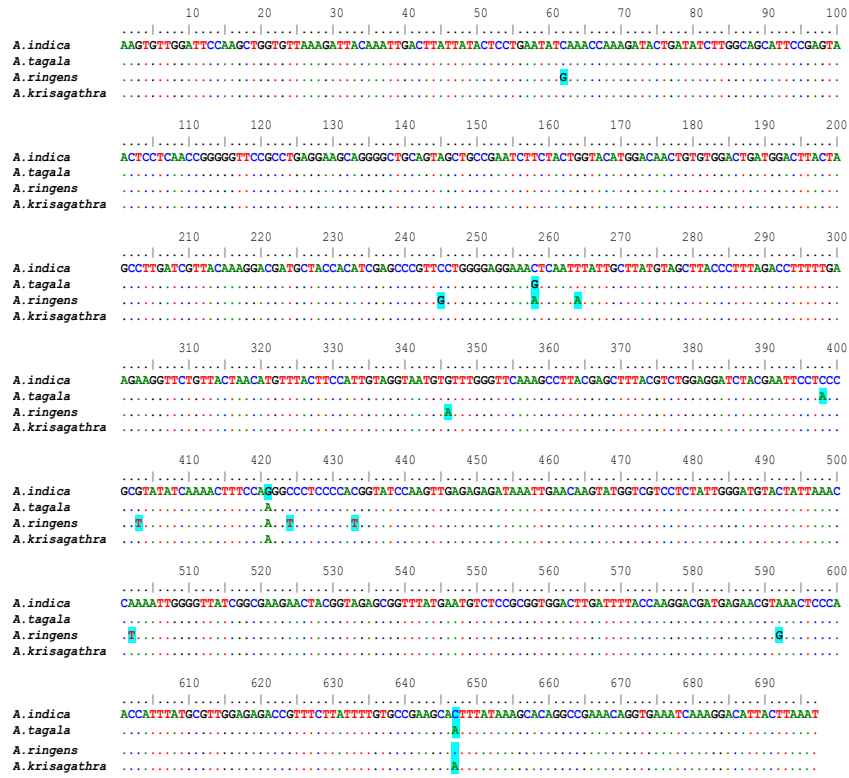 10 20 30 40 50 60 70 80 90 100
A.indica AAGTGTTGGATTCCAAGCTGGTGTTAAAGATTACAAATTGACTTATTATACTCCTGAATATCAAACCAAAGATACTGATATCTTGGCAGCATTCCGAGTA
A.tagala ....................................................................................................
A.ringens .............................................................G......................................
A.krisagathra ....................................................................................................
110 120 130 140 150 160 170 180 190 200
A.indica ACTCCTCAACCGGGGGTTCCGCCTGAGGAAGCAGGGGCTGCAGTAGCTGCCGAATCTTCTACTGGTACATGGACAACTGTGTGGACTGATGGACTTACTA
A.tagala ....................................................................................................
A.ringens ....................................................................................................
A.krisagathra ....................................................................................................
210 220 230 240 250 260 270 280 290 300
A.indica GCCTTGATCGTTACAAAGGACGATGCTACCACATCGAGCCCGTTCCTGGGGAGGAAACTCAATTTATTGCTTATGTAGCTTACCCTTTAGACCTTTTTGA
A.tagala .........................................................G..........................................
A.ringens ............................................G............A.....A....................................
A.krisagathra ....................................................................................................
310 320 330 340 350 360 370 380 390 400
A.indica AGAAGGTTCTGTTACTAACATGTTTACTTCCATTGTAGGTAATGTGTTTGGGTTCAAAGCCTTACGAGCTTTACGTCTGGAGGATCTACGAATTCCTCCC
A.tagala .................................................................................................A..
A.ringens .............................................A......................................................
A.krisagathra ....................................................................................................
410 420 430 440 450 460 470 480 490 500
A.indica GCGTATATCAAAACTTTCCAGGGCCCTCCCCACGGTATCCAAGTTGAGAGAGATAAATTGAACAAGTATGGTCGTCCTCTATTGGGATGTACTATTAAAC
A.tagala ....................A...............................................................................
A.ringens ..T.................A..T........T...................................................................
A.krisagathra ....................A...............................................................................
510 520 530 540 550 560 570 580 590 600
A.indica CAAAATTGGGGTTATCGGCGAAGAACTACGGTAGAGCGGTTTATGAATGTCTCCGCGGTGGACTTGATTTTACCAAGGACGATGAGAACGTAAACTCCCA
A.tagala ....................................................................................................
A.ringens .T.........................................................................................G........
A.krisagathra ....................................................................................................
610 620 630 640 650 660 670 680 690
A.indica ACCATTTATGCGTTGGAGAGACCGTTTCTTATTTTGTGCCGAAGCACTTTATAAAGCACAGGCCGAAACAGGTGAAATCAAAGGACATTACTTAAAT
A.tagala ..............................................A..................................................
A.ringens .................................................................................................
A.krisagathra ..............................................A..................................................